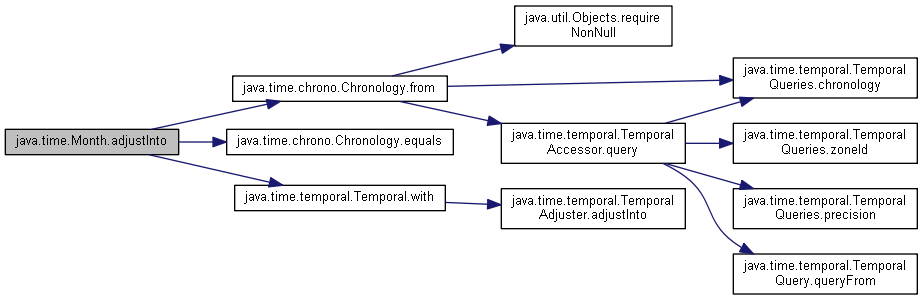 java.time.Month.adjustInto
java.time.chrono.Chronology.from
java.time.chrono.Chronology.equals
java.time.temporal.Temporal.with
java.util.Objects.require
NonNull
java.time.temporal.Temporal
Accessor.query
java.time.temporal.Temporal
Adjuster.adjustInto
java.time.temporal.Temporal
Queries.chronology
java.time.temporal.Temporal
Queries.zoneId
java.time.temporal.Temporal
Queries.precision
java.time.temporal.Temporal
Query.queryFrom